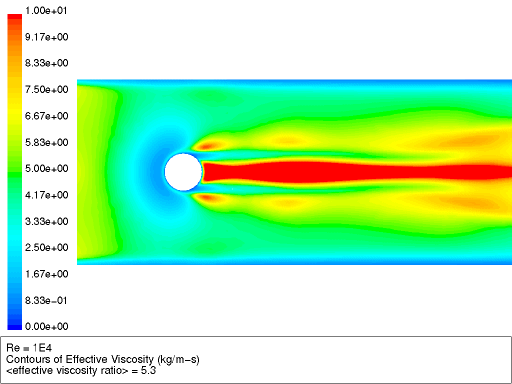 1.00e+01
9.17e+00
8.33e+00
7.50e+00
6.67e+00
5.83e+00
5.00e+00
4.17e+00
3.33e+00
2.50e+00
1.67e+00
8.33e−01
0.00e+00
Re = 1E4
Contours of Effective Viscosity (kg/m−s)
<effective viscosity ratio> = 5.3